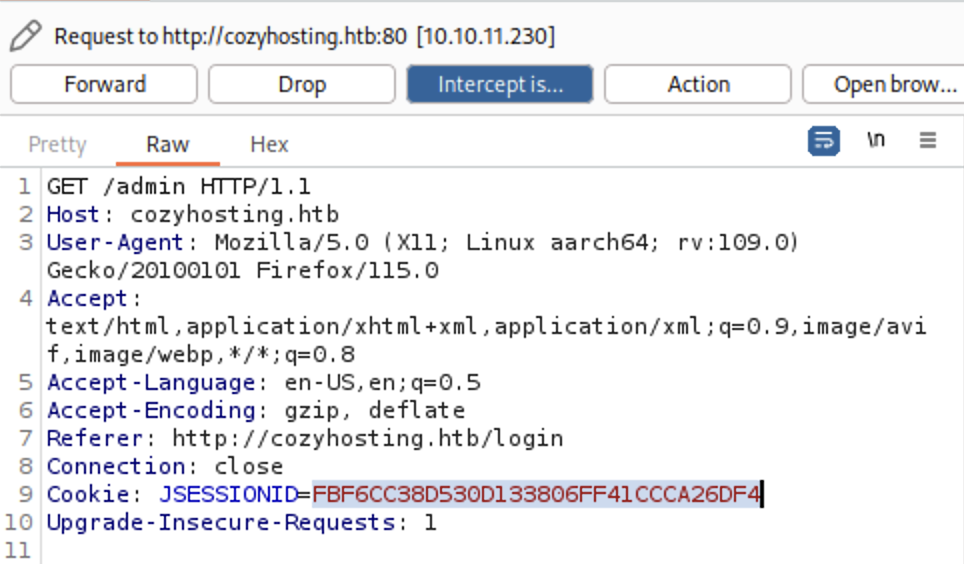 Request to http://cozyhosting.htb:80 [10.10.11.230]
Forward Drop Intercept is... Action Open brow...
Pretty Raw Hex \n
1 GET /admin HTTP/1.1
2 Host: cozyhosting.htb
3 User-Agent: Mozilla/5.0 (X11; Linux aarch64; rv:109.0)
Gecko/20100101 Firefox/115.0
4 Accept:
text/html,application/xhtml+xml,application/xml;q=0.9,image/avi
f,image/webp,*/*;q=0.8
5 Accept-Language: en-US,en;q=0.5
6 Accept-Encoding: gzip, deflate
7 Referer: http://cozyhosting.htb/login
8 Connection: close
9 Cookie: JSESSIONID=FBF6CC38D530D133806FF41CCCA26DF4
10 Upgrade-Insecure-Requests: 1
11